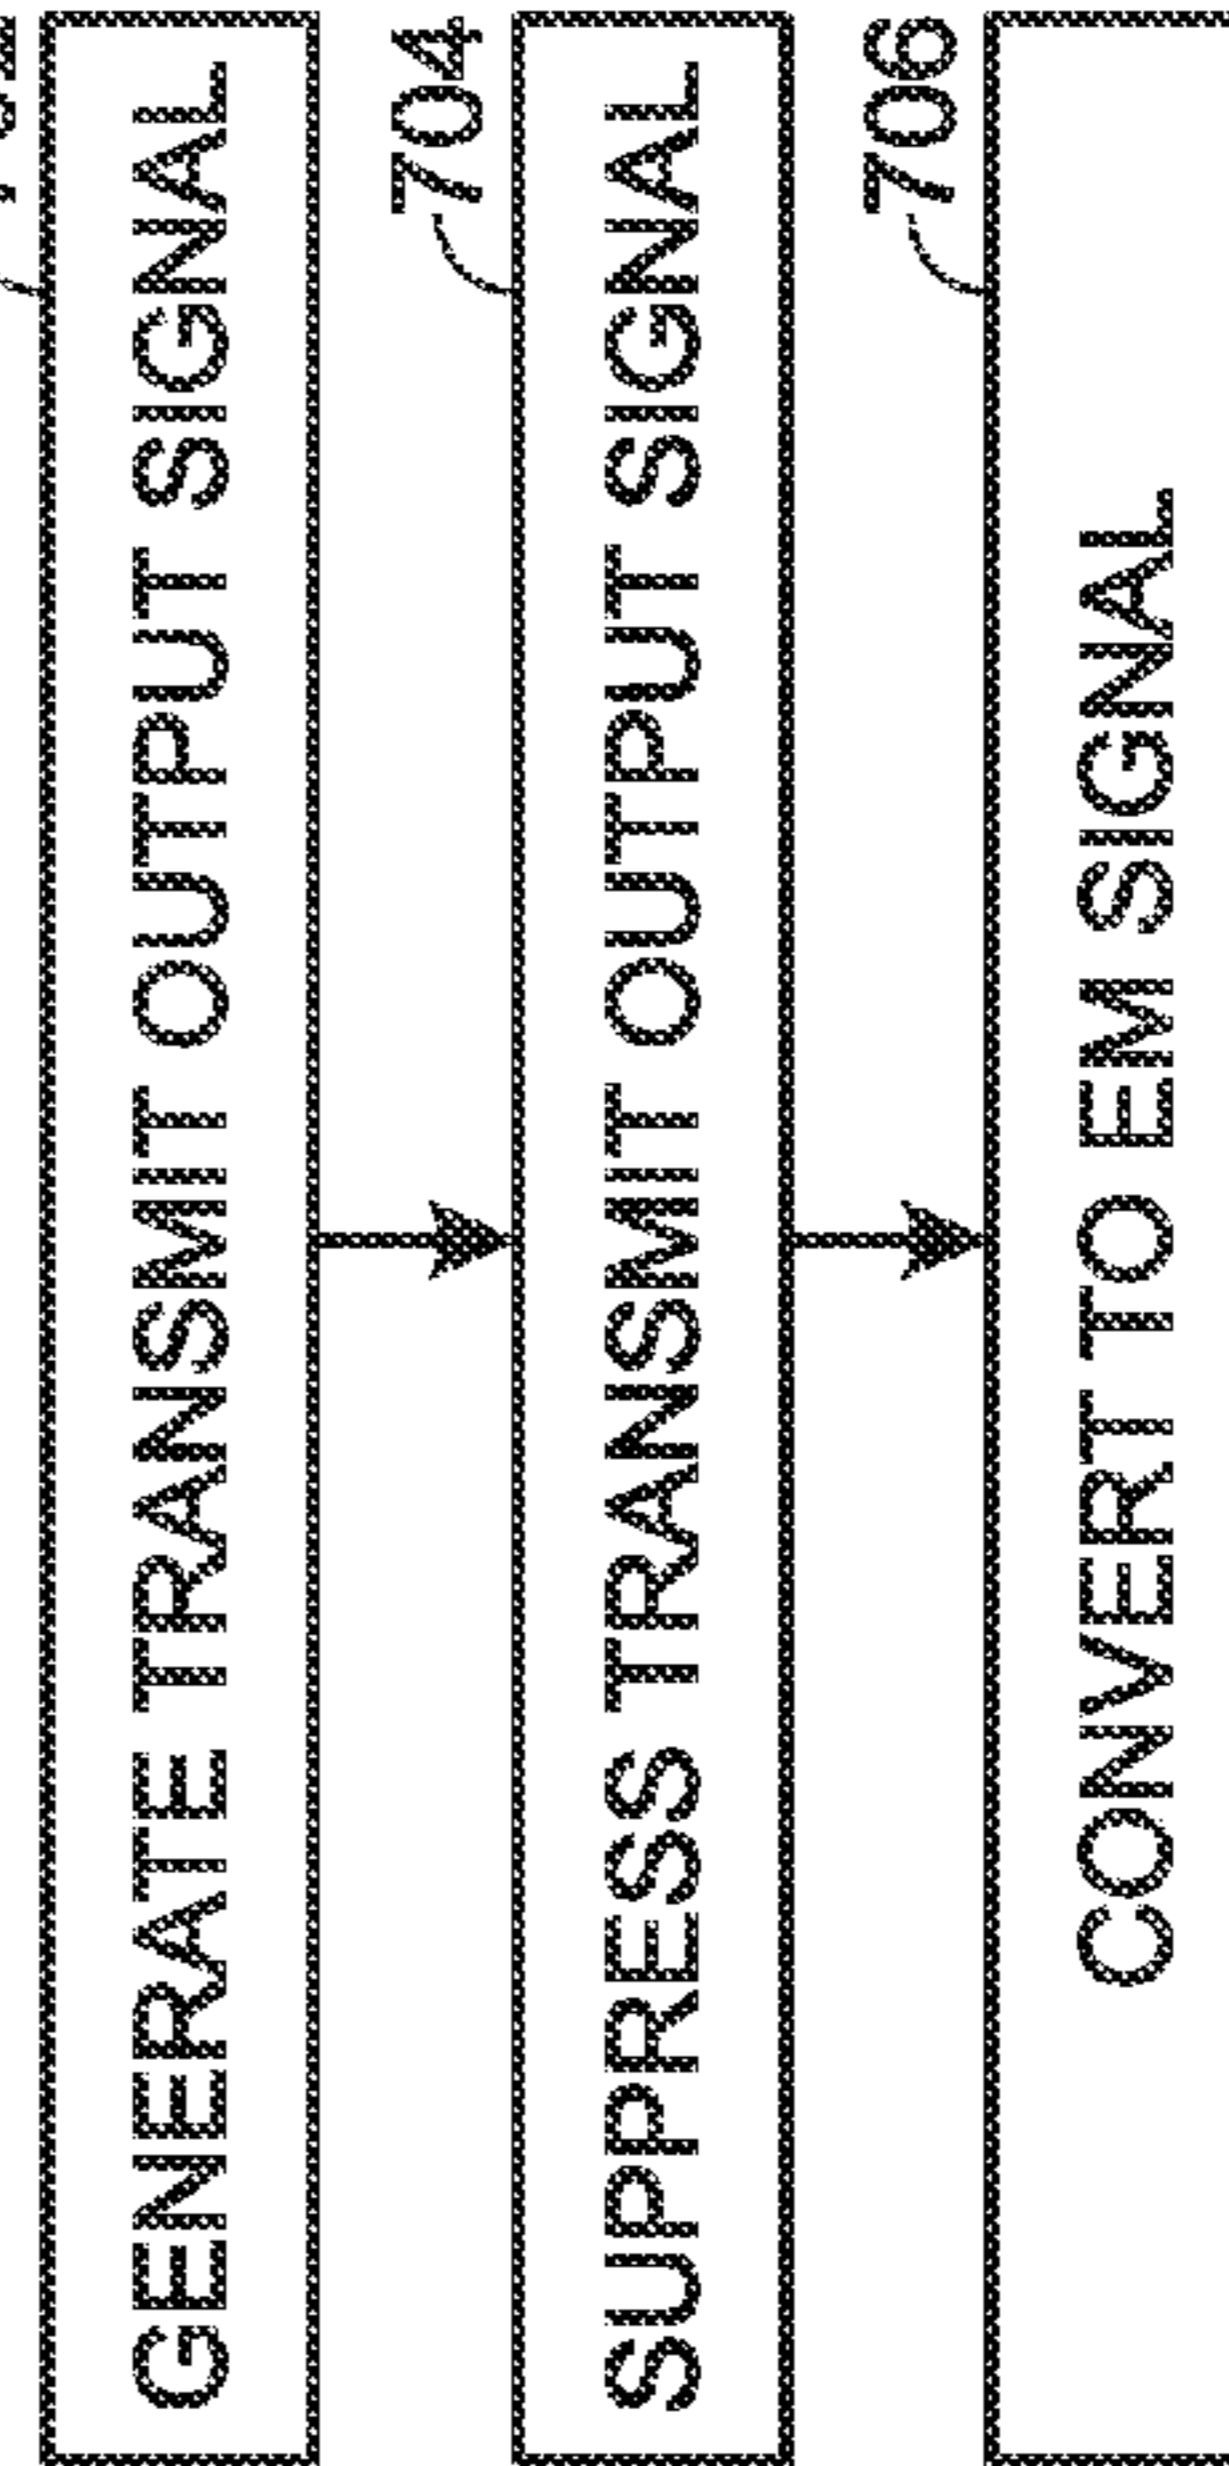 GENERATE TRANSMIT OUTPUT SIGNAL
704
SUPPRESS TRANSMIT OUTPUT SIGNAL
706
CONVERT TO EM SIGNAL